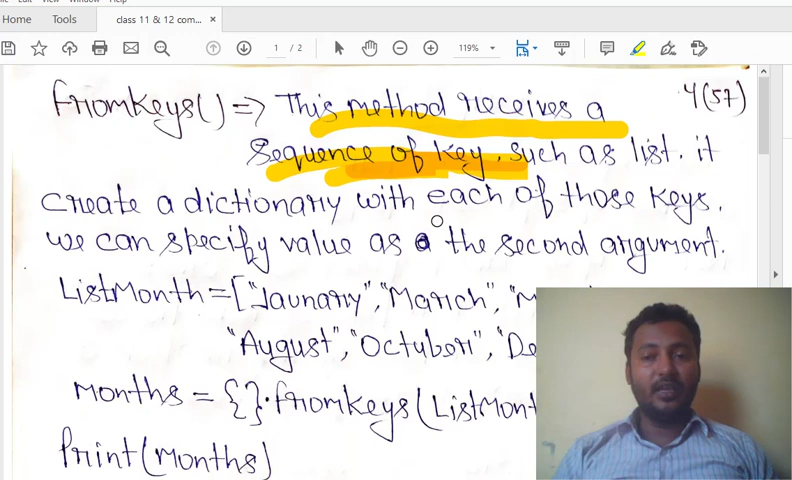 Home Tools class 11 & 12 com... ×
1 / 2 119%
fromkeys() => This method receives a 4(57)
Sequence of key, such as list. it
create a dictionary with each of those keys.
we can specify value as the second argument.
ListMonth = ["Jaunary", "March", "M
"August", "Octuber", "De
Months = {}.fromkeys(ListMont
Print(months)